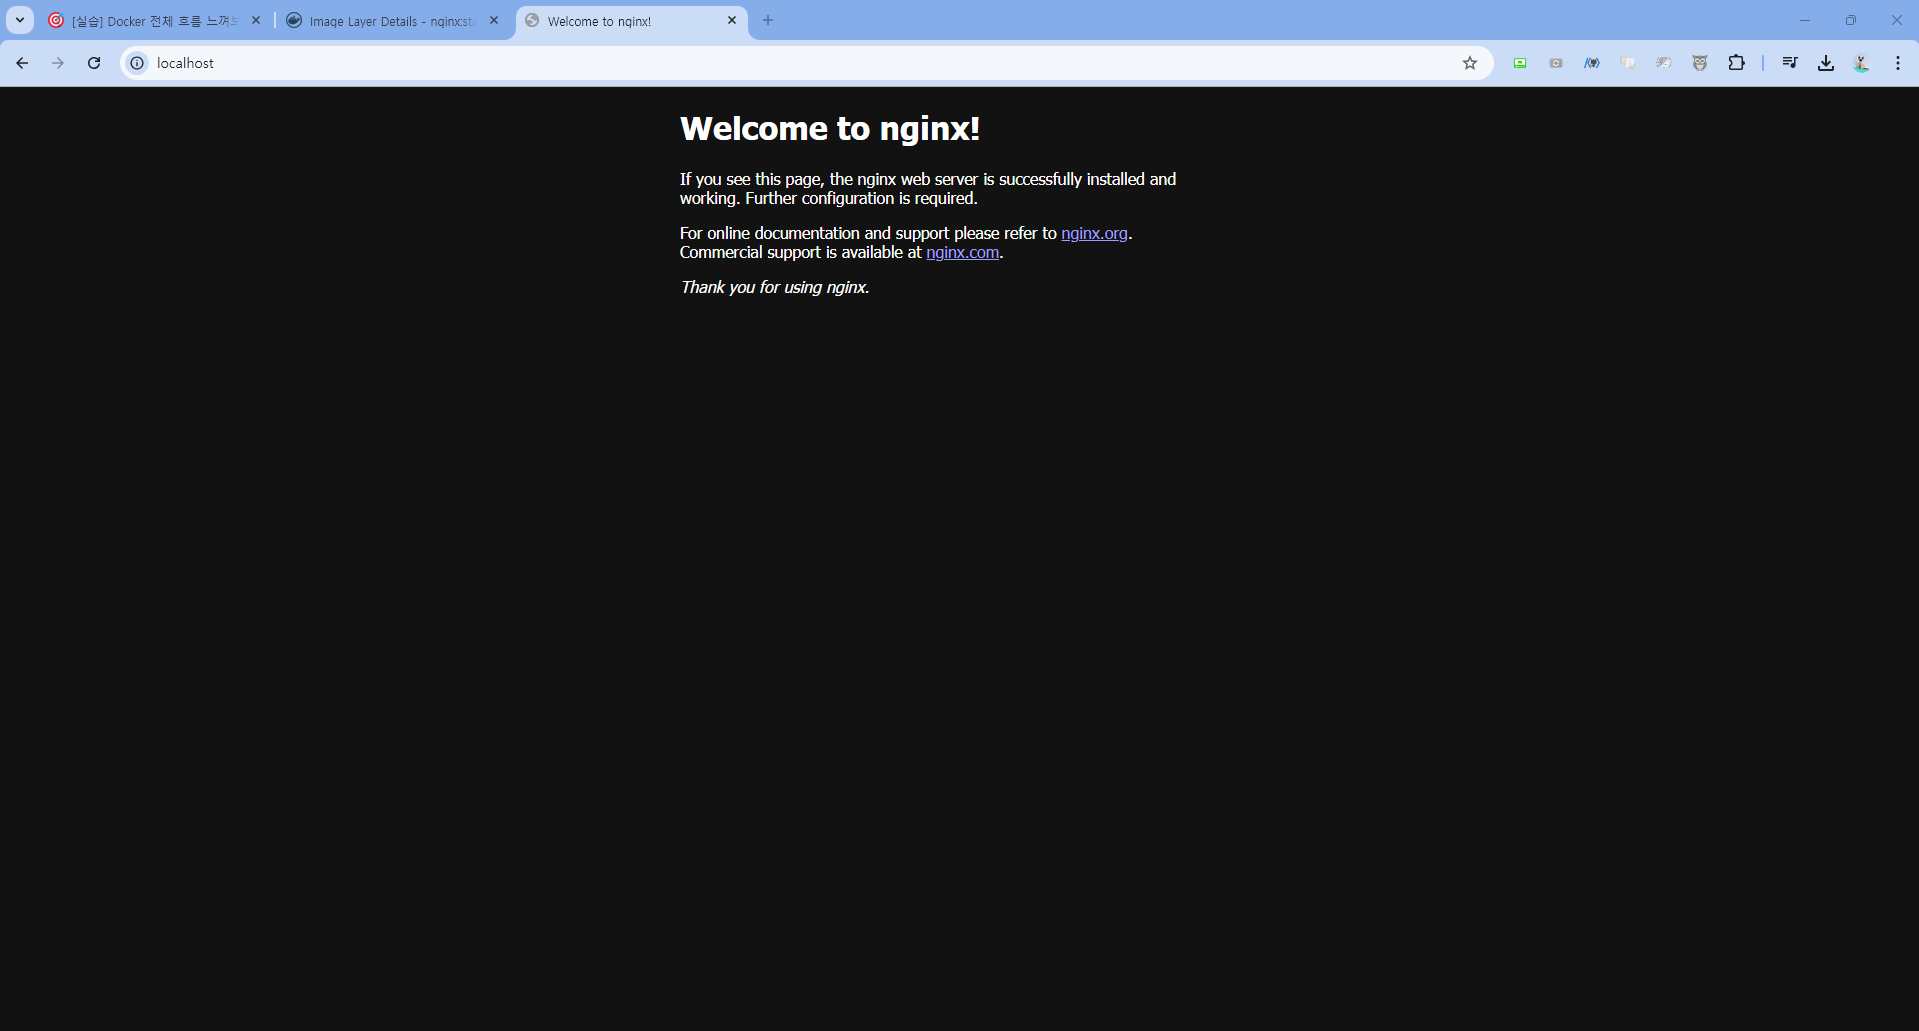 [실습] Docker 전체 흐름 느껴보
Image Layer Details - nginx:sta
Welcome to nginx!
localhost
Welcome to nginx!
If you see this page, the nginx web server is successfully installed and
working. Further configuration is required.
For online documentation and support please refer to nginx.org.
Commercial support is available at nginx.com.
Thank you for using nginx.